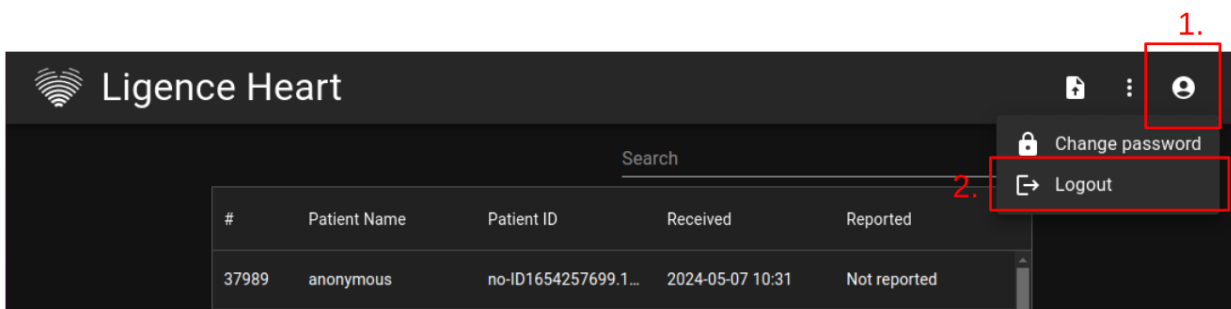 1.
Ligence Heart
Change password
Search
2.
Logout
# Patient Name Patient ID Received Reported
37989 anonymous no-ID1654257699.1... 2024-05-07 10:31 Not reported